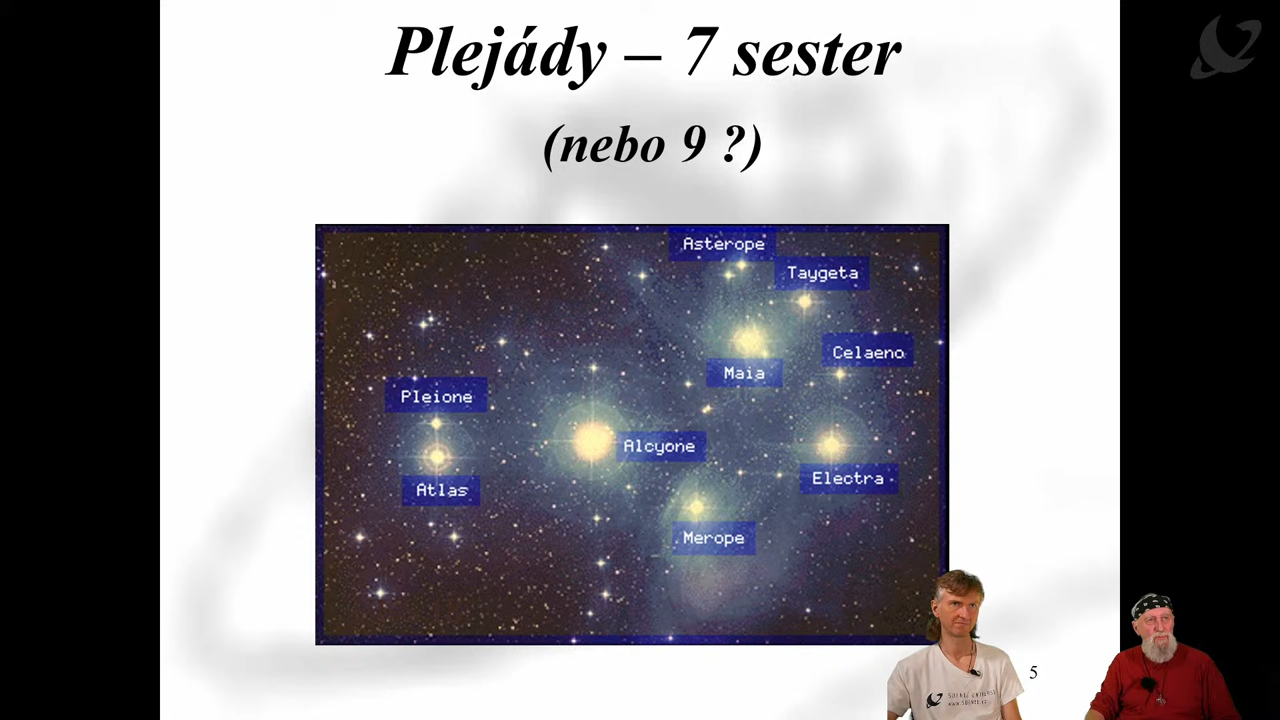 Plejády – 7 sester
(nebo 9 ?)
Asterope
Taygeta
Celaeno
Maia
Pleione
Alcyone
Atlas
Electra
Merope
5